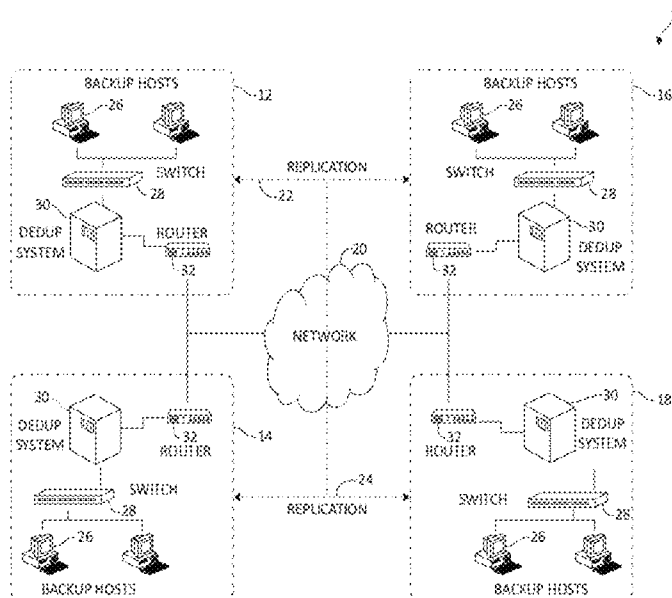 BACKUP HOSTS
12
26
SWITCH
28
30
DEDUP
SYSTEM
ROUTER
32
BACKUP HOSTS
16
26
SWITCH
28
30
DEDUP
SYSTEM
ROUTER
32
REPLICATION
22
20
NETWORK
30
DEDUP
SYSTEM
32
ROUTER
14
SWITCH
28
26
BACKUP HOSTS
30
DEDUP
SYSTEM
18
32
ROUTER
SWITCH
28
26
BACKUP HOSTS
24
REPLICATION